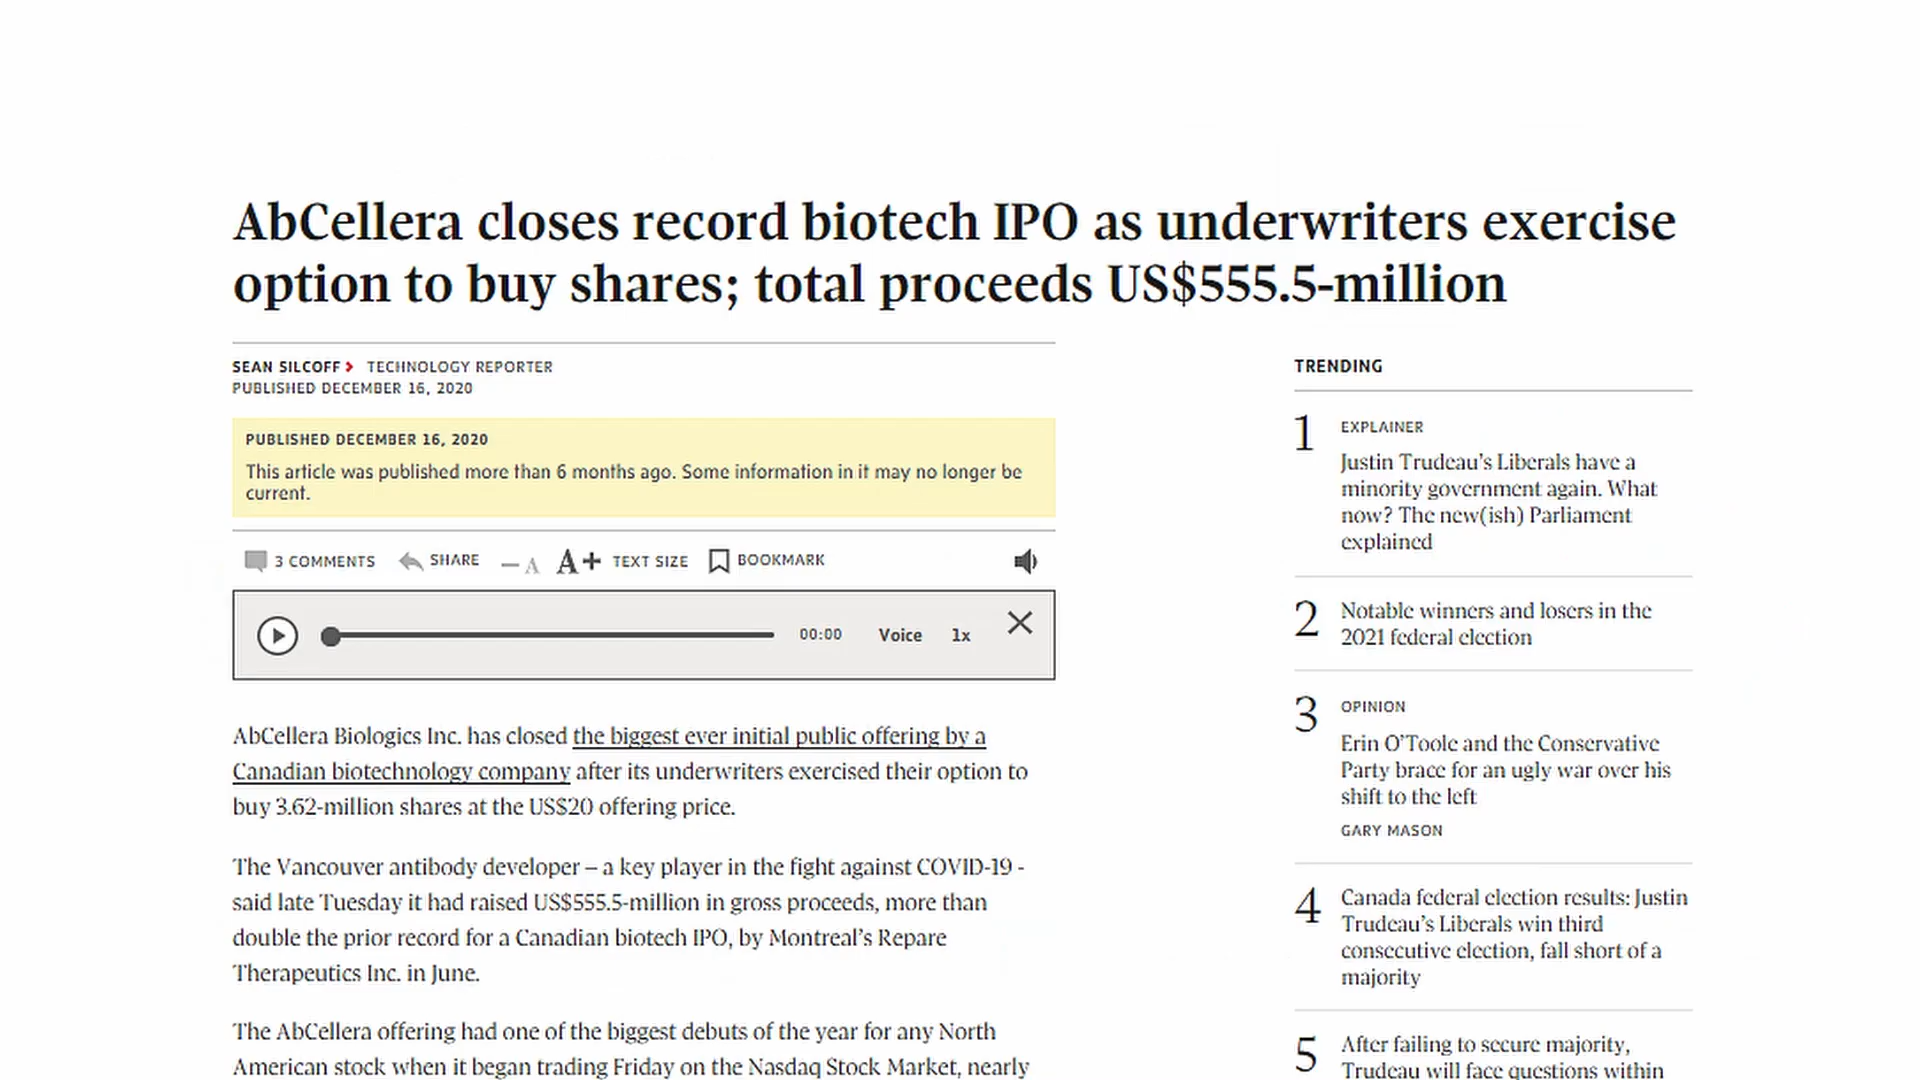 AbCellera closes record biotech IPO as underwriters exercise
option to buy shares; total proceeds US$555.5-million
SEAN SILCOFF TECHNOLOGY REPORTER
PUBLISHED DECEMBER 16, 2020
PUBLISHED DECEMBER 16, 2020
This article was published more than 6 months ago. Some information in it may no longer be
current.
3 COMMENTS SHARE — A A+ TEXT SIZE BOOKMARK
00:00 Voice 1x
AbCellera Biologics Inc. has closed the biggest ever initial public offering by a
Canadian biotechnology company after its underwriters exercised their option to
buy 3.62-million shares at the US$20 offering price.
The Vancouver antibody developer – a key player in the fight against COVID-19 -
said late Tuesday it had raised US$555.5-million in gross proceeds, more than
double the prior record for a Canadian biotech IPO, by Montreal’s Repare
Therapeutics Inc. in June.
The AbCellera offering had one of the biggest debuts of the year for any North
American stock when it began trading Friday on the Nasdaq Stock Market, nearly
TRENDING
1 EXPLAINER
Justin Trudeau’s Liberals have a
minority government again. What
now? The new(ish) Parliament
explained
2 Notable winners and losers in the
2021 federal election
3 OPINION
Erin O’Toole and the Conservative
Party brace for an ugly war over his
shift to the left
GARY MASON
4 Canada federal election results: Justin
Trudeau’s Liberals win third
consecutive election, fall short of a
majority
5 After failing to secure majority,
Trudeau will face questions within